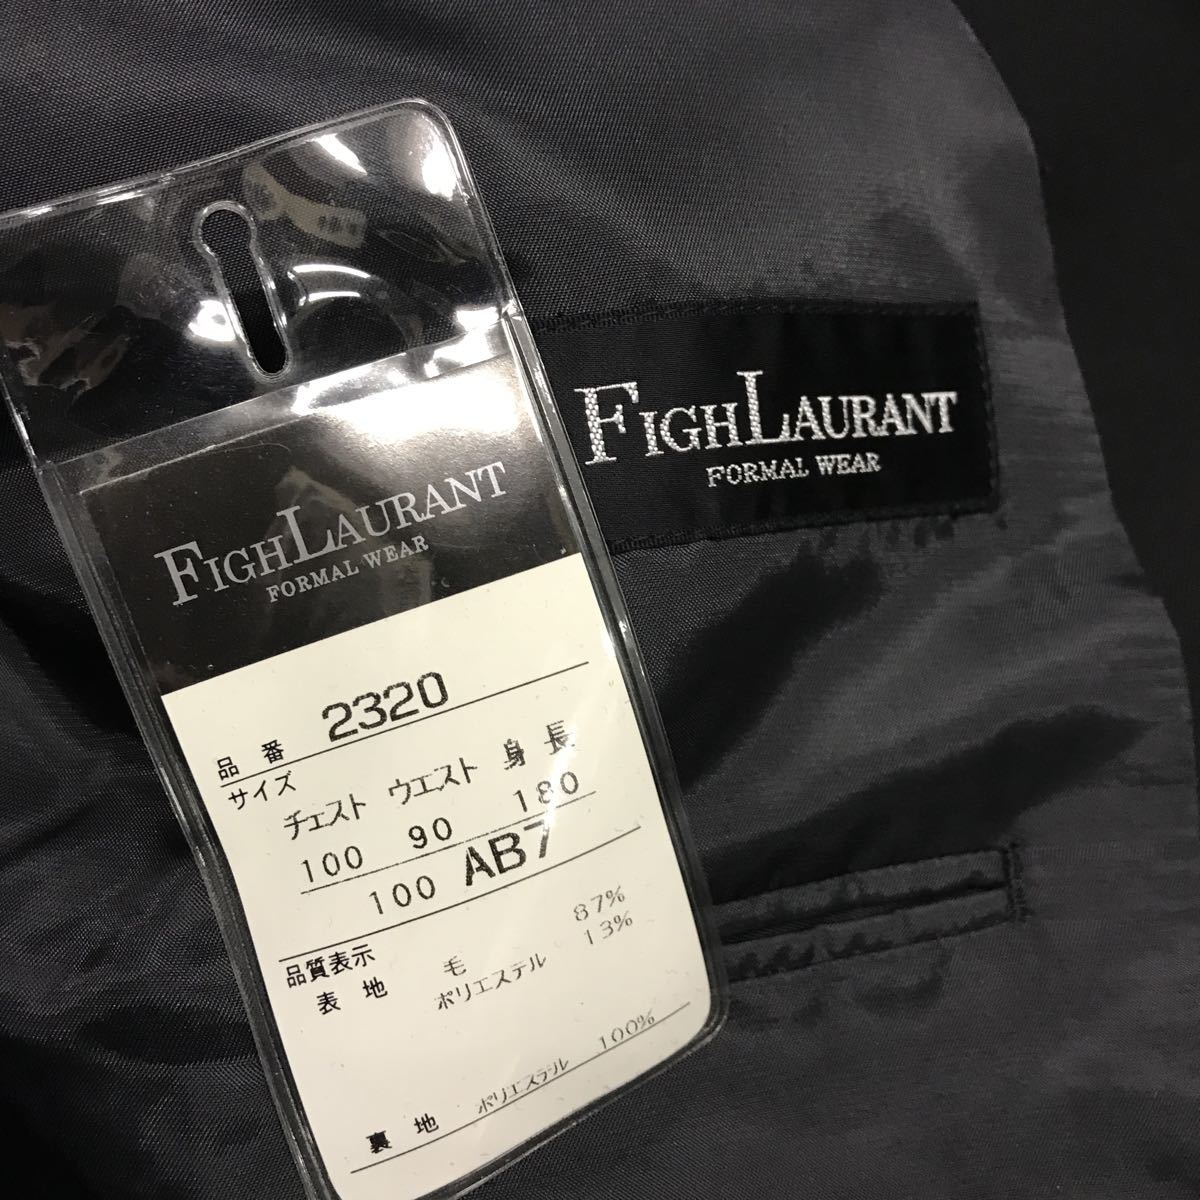 FIGHLAURANT
FORMAL WEAR
FIGHLAURANT
FORMAL WEAR
品番 2320
サイズ
チェスト ウエスト 身長
100 90 180
100 AB7
品質表示
表地 毛 87%
ポリエステル 13%
裏地 ポリエステル 100%